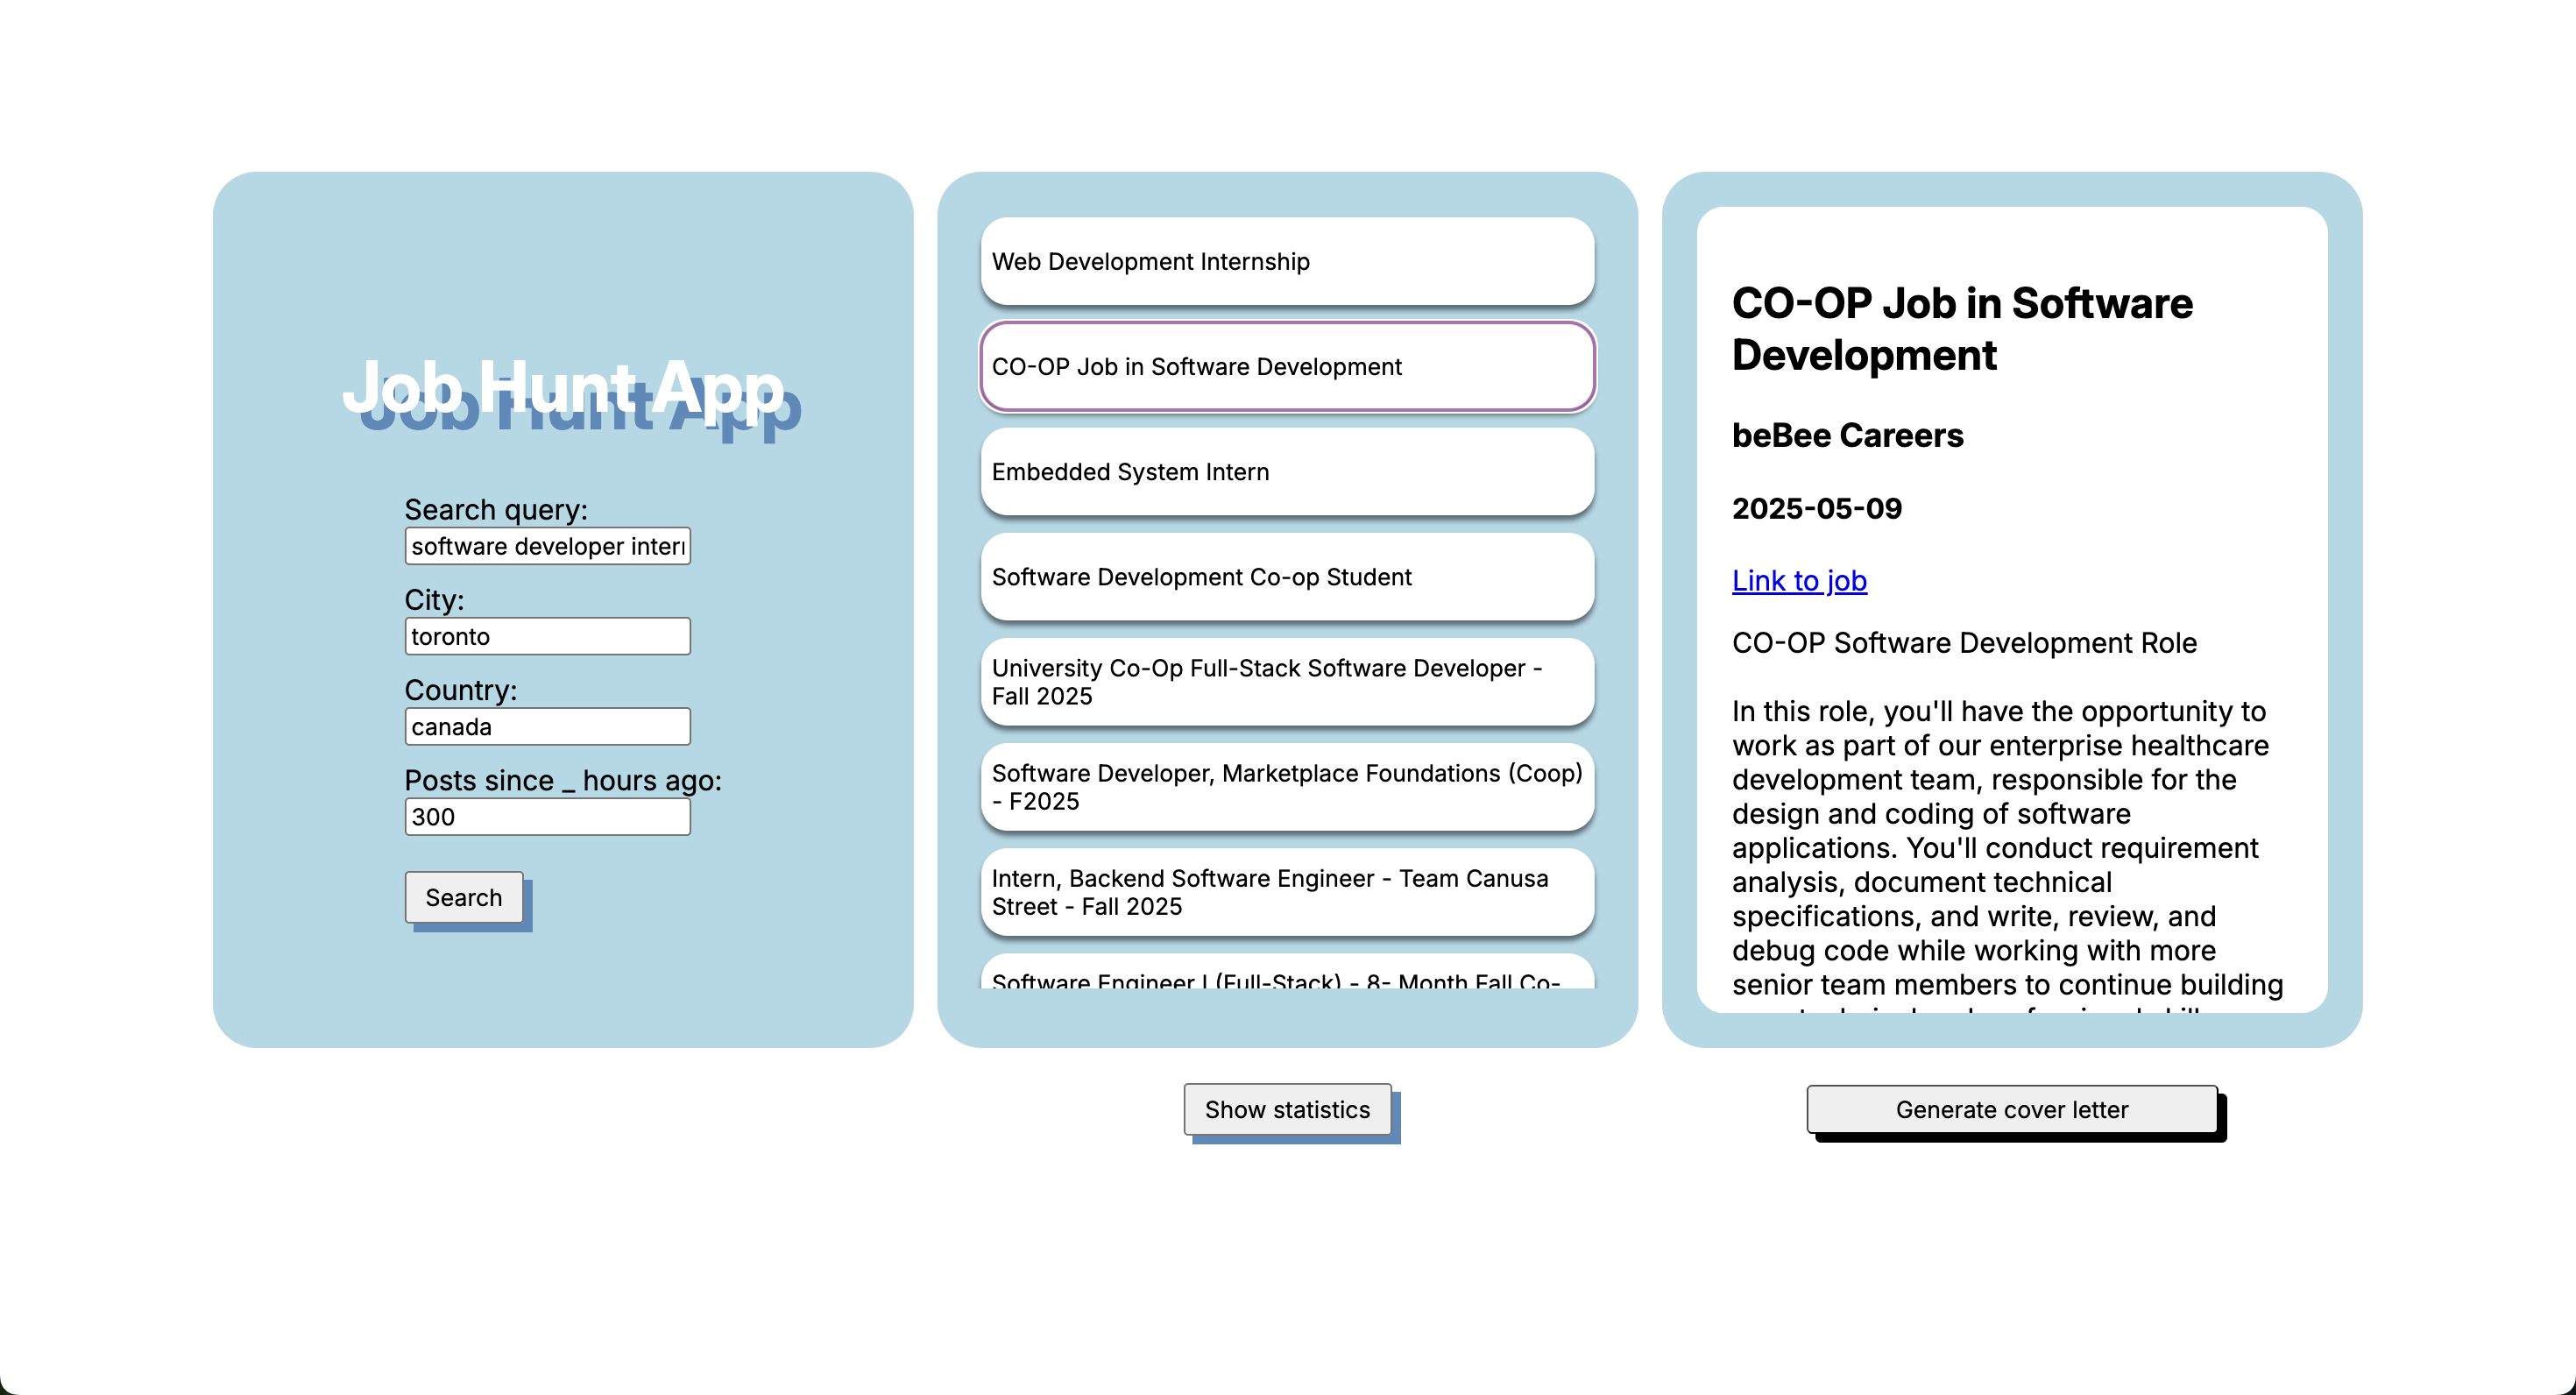 Job Hunt App
Search query:
software developer intern
City:
toronto
Country:
canada
Posts since _ hours ago:
300
Search
Web Development Internship
CO-OP Job in Software Development
Embedded System Intern
Software Development Co-op Student
University Co-Op Full-Stack Software Developer -
Fall 2025
Software Developer, Marketplace Foundations (Coop)
- F2025
Intern, Backend Software Engineer - Team Canusa
Street - Fall 2025
Software Engineer I (Full-Stack) - 8- Month Fall Co-
Show statistics
CO-OP Job in Software
Development
beBee Careers
2025-05-09
Link to job
CO-OP Software Development Role
In this role, you'll have the opportunity to
work as part of our enterprise healthcare
development team, responsible for the
design and coding of software
applications. You'll conduct requirement
analysis, document technical
specifications, and write, review, and
debug code while working with more
senior team members to continue building
Generate cover letter